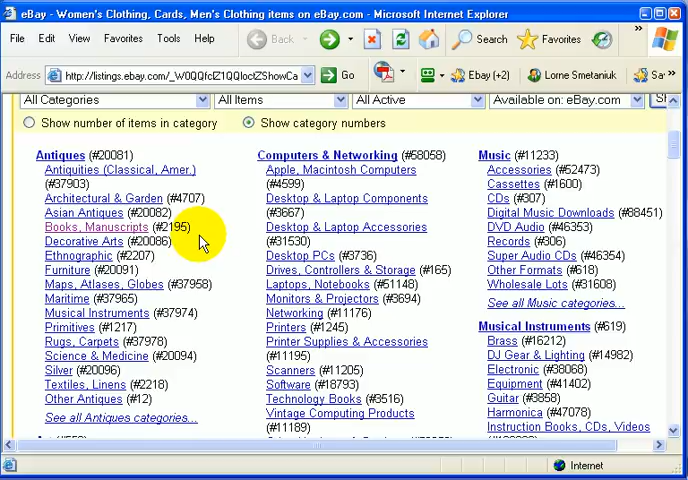 eBay - Women's Clothing, Cards, Men's Clothing items on eBay.com - Microsoft Internet Explorer
File Edit View Favorites Tools Help »
Back Search Favorites
Address http://listings.ebay.com/_W0QQfclZ1QQloctZShowCa Go Ebay (+2) Lorne Smetaniuk Sa
All Categories All Items All Active Available on: eBay.com
Show number of items in category Show category numbers
Antiques (#20081)
Antiquities (Classical, Amer.)
(#37903)
Architectural & Garden (#4707)
Asian Antiques (#20082)
Books, Manuscripts (#2195)
Decorative Arts (#20086)
Ethnographic (#2207)
Furniture (#20091)
Maps, Atlases, Globes (#37958)
Maritime (#37965)
Musical Instruments (#37974)
Primitives (#1217)
Rugs, Carpets (#37978)
Science & Medicine (#20094)
Silver (#20096)
Textiles, Linens (#2218)
Other Antiques (#12)
See all Antiques categories...
Computers & Networking (#58058)
Apple, Macintosh Computers
(#4599)
Desktop & Laptop Components
(#3667)
Desktop & Laptop Accessories
(#31530)
Desktop PCs (#3736)
Drives, Controllers & Storage (#165)
Laptops, Notebooks (#51148)
Monitors & Projectors (#3694)
Networking (#11176)
Printers (#1245)
Printer Supplies & Accessories
(#11195)
Scanners (#11205)
Software (#18793)
Technology Books (#3516)
Vintage Computing Products
(#11189)
Music (#11233)
Accessories (#52473)
Cassettes (#1600)
CDs (#307)
Digital Music Downloads (#88451)
DVD Audio (#46353)
Records (#306)
Super Audio CDs (#46354)
Other Formats (#618)
Wholesale Lots (#31608)
See all Music categories...
Musical Instruments (#619)
Brass (#16212)
DJ Gear & Lighting (#14982)
Electronic (#38068)
Equipment (#41402)
Guitar (#3858)
Harmonica (#47078)
Instruction Books, CDs, Videos
Internet